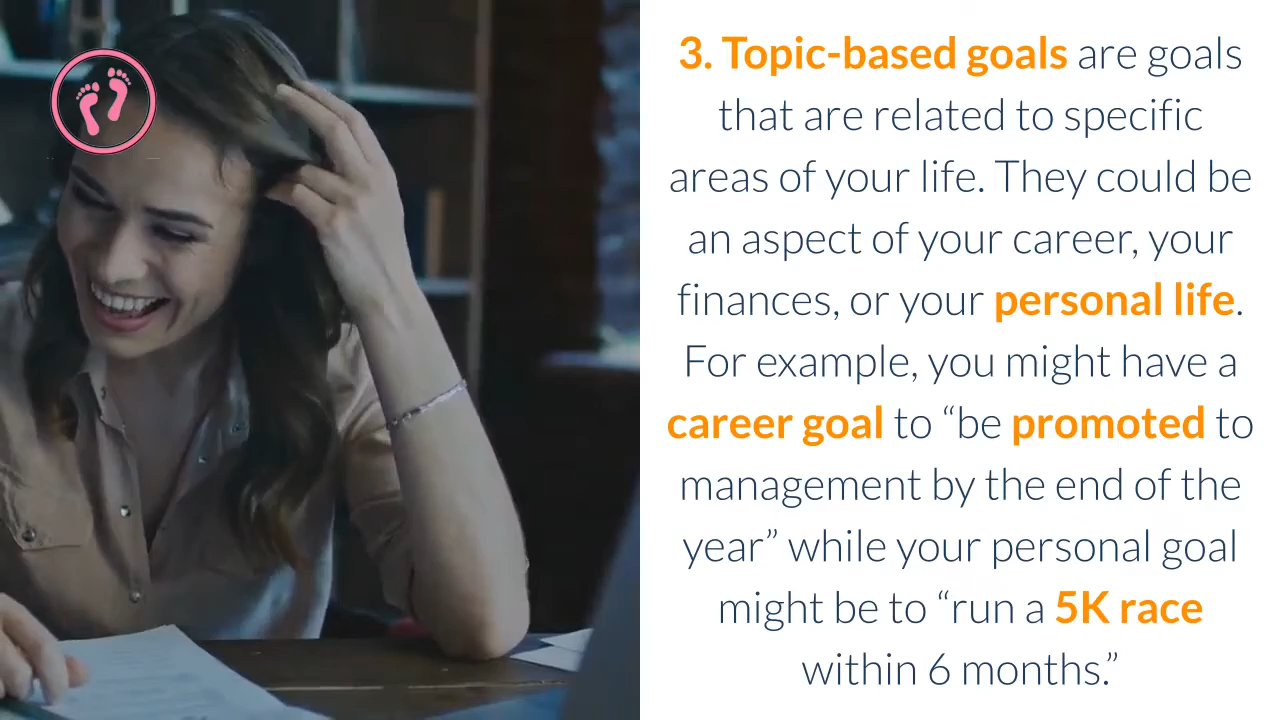 3. Topic-based goals are goals
that are related to specific
areas of your life. They could be
an aspect of your career, your
finances, or your personal life.
For example, you might have a
career goal to “be promoted to
management by the end of the
year” while your personal goal
might be to “run a 5K race
within 6 months.”